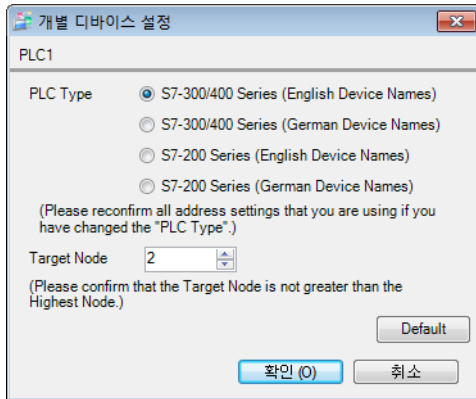 개별 디바이스 설정
PLC1
PLC Type
S7-300/400 Series (English Device Names)
S7-300/400 Series (German Device Names)
S7-200 Series (English Device Names)
S7-200 Series (German Device Names)
(Please reconfirm all address settings that you are using if you
have changed the "PLC Type".)
Target Node 2
(Please confirm that the Target Node is not greater than the
Highest Node.)
Default
확인 (O) 취소